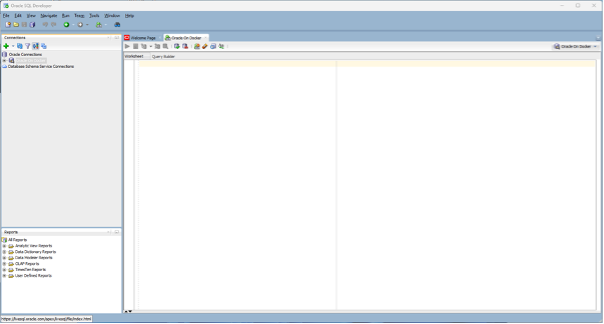 Oracle SQL Developer
File Edit View Navigate Run Team Tools Window Help
Connections
Oracle Connections
Database Schema Service Connections
Welcome Page
Oracle On Docker
Oracle On Docker
Worksheet Query Builder
Reports
All Reports
Analytic View Reports
Data Dictionary Reports
Data Modeler Reports
OLAP Reports
TimesTen Reports
User Defined Reports
https://livesql.oracle.com/apex/livesql/file/index.html